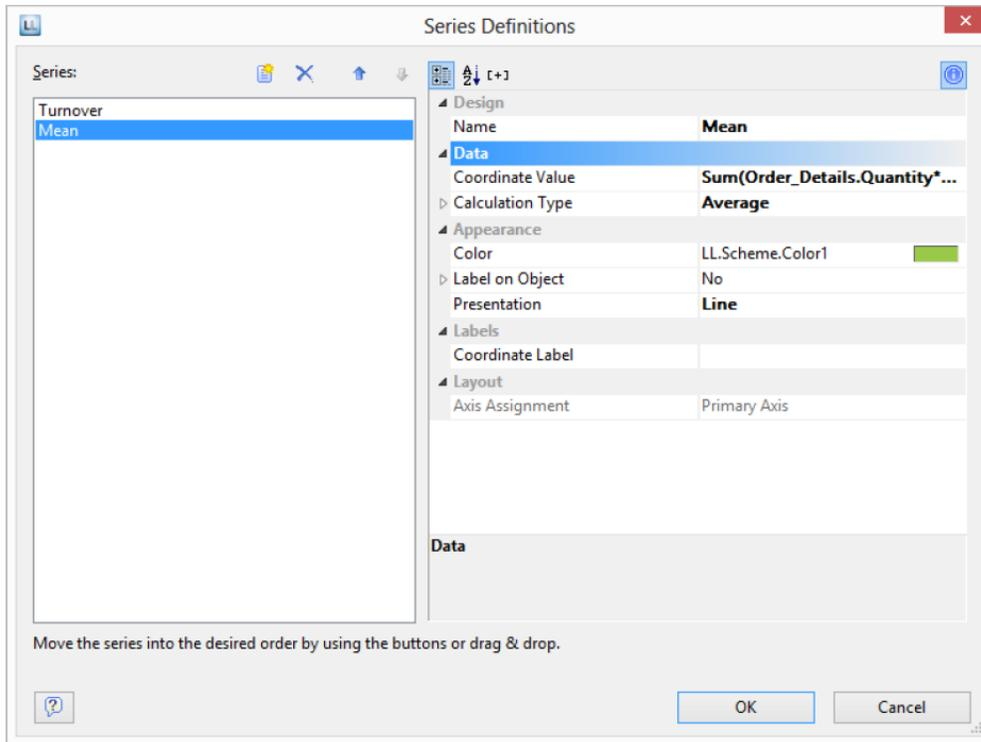 LL
Series Definitions
Series:
Turnover
Mean
A
Z
[+]
Design
Name Mean
Data
Coordinate Value Sum(Order_Details.Quantity*...
Calculation Type Average
Appearance
Color LL.Scheme.Color1
Label on Object No
Presentation Line
Labels
Coordinate Label
Layout
Axis Assignment Primary Axis
Data
Move the series into the desired order by using the buttons or drag & drop.
OK Cancel